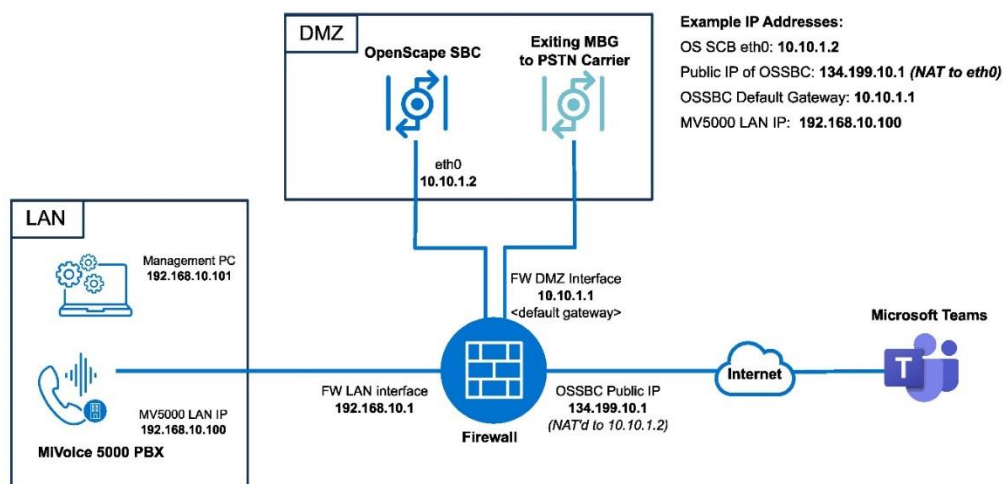 DMZ
OpenScape SBC
Exiting MBG
to PSTN Carrier
eth0
10.10.1.2
Example IP Addresses:
OS SCB eth0: 10.10.1.2
Public IP of OSSBC: 134.199.10.1 (NAT to eth0)
OSSBC Default Gateway: 10.10.1.1
MV5000 LAN IP: 192.168.10.100
LAN
Management PC
192.168.10.101
MV5000 LAN IP
192.168.10.100
MiVoice 5000 PBX
FW DMZ Interface
10.10.1.1
<default gateway>
FW LAN interface
192.168.10.1
Firewall
OSSBC Public IP
134.199.10.1
(NAT'd to 10.10.1.2)
Internet
Microsoft Teams
T